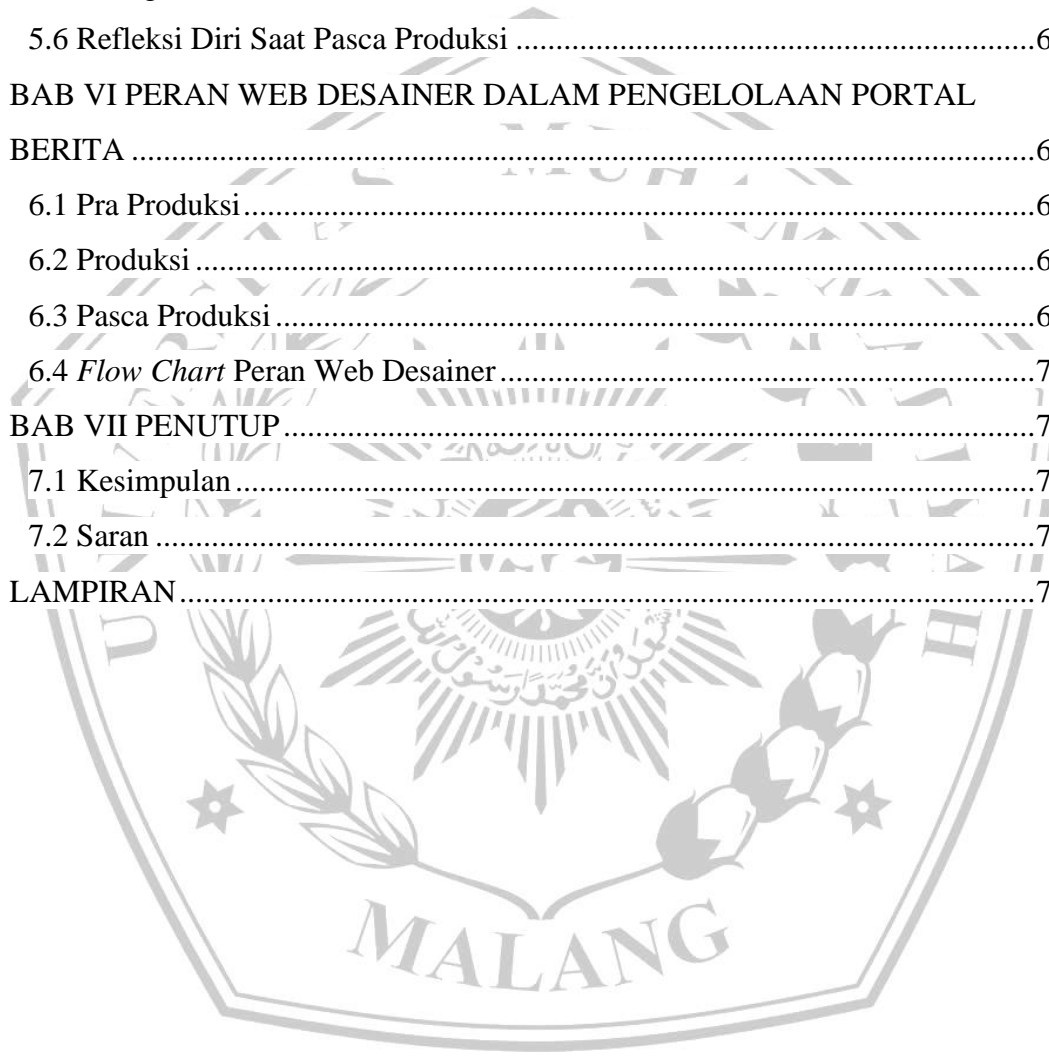 5.6 Refleksi Diri Saat Pasca Produksi ..................................................................6
BAB VI PERAN WEB DESAINER DALAM PENGELOLAAN PORTAL
BERITA ..................................................................................................................6
6.1 Pra Produksi....................................................................................................6
6.2 Produksi ..........................................................................................................6
6.3 Pasca Produksi ................................................................................................6
6.4 Flow Chart Peran Web Desainer ....................................................................7
BAB VII PENUTUP...............................................................................................7
7.1 Kesimpulan .....................................................................................................7
7.2 Saran ...............................................................................................................7
LAMPIRAN............................................................................................................7
MALANG